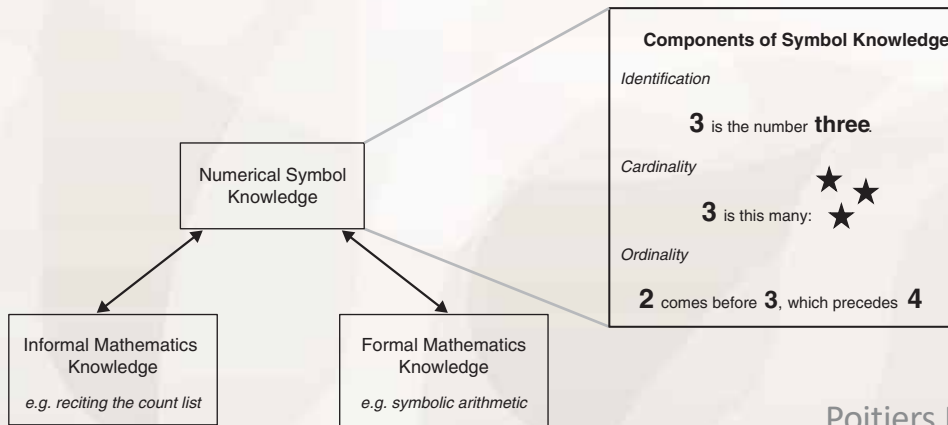 Components of Symbol Knowledge
Identification
3 is the number three.
Cardinality
3 is this many:
Ordinality
2 comes before 3, which precedes 4
Numerical Symbol
Knowledge
Informal Mathematics
Knowledge
e.g. reciting the count list
Formal Mathematics
Knowledge
e.g. symbolic arithmetic
Poitiers